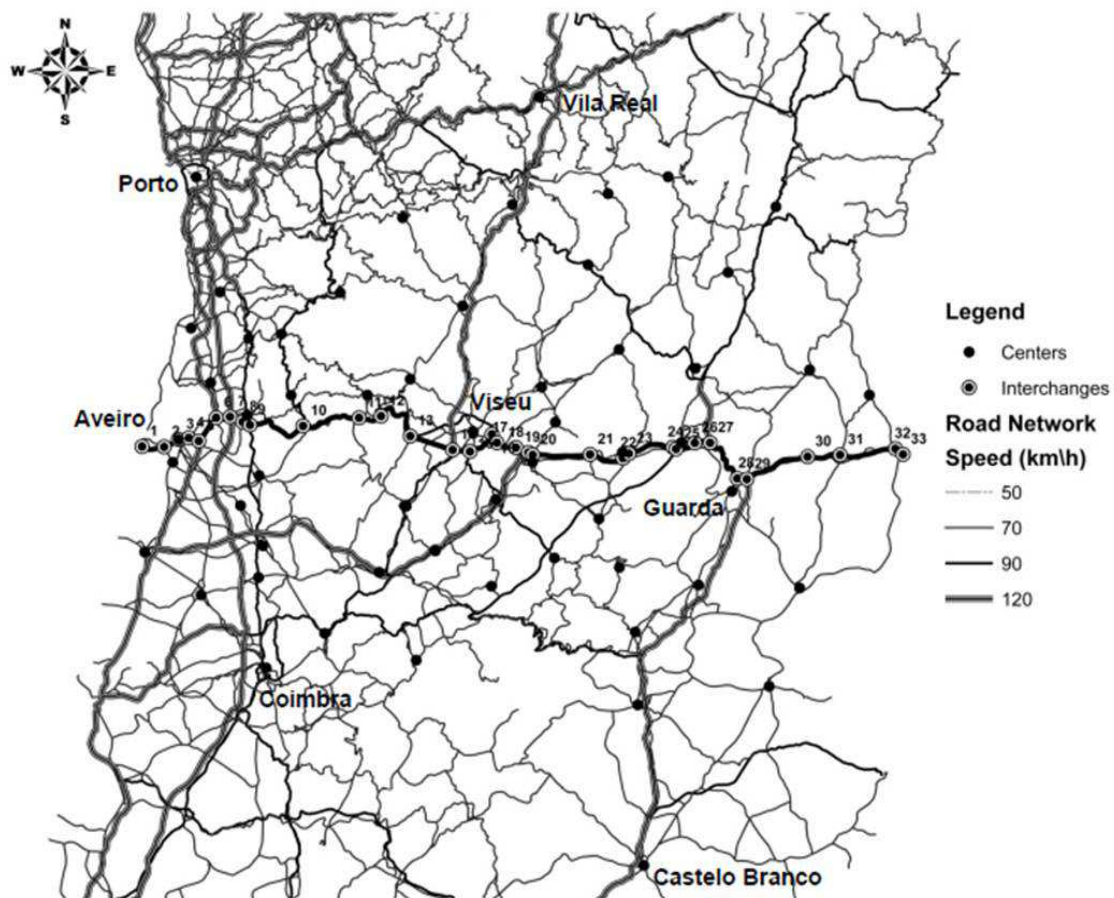 N
W E
S
Vila Real
Porto
Legend
Centers
Interchanges
Road Network
Speed (km\h)
50
70
90
120
Aveiro
Viseu
1 2 3 4 6 7 8 9 10 12 13 17 18 19 20 21 22 23 24 25 26 27 28 29 30 31 32 33
Guarda
Coimbra
Castelo Branco